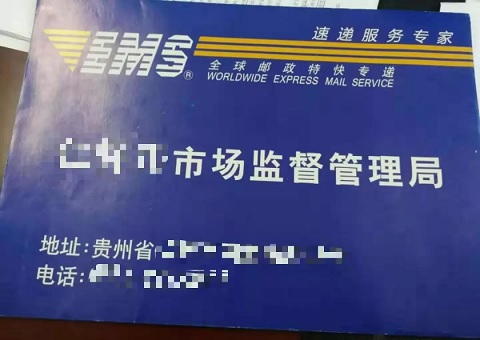 速递服务专家
EMS®
全球邮政特快专递
WORLDWIDE EXPRESS MAIL SERVICE
市场监督管理局
地址:贵州省
电话: